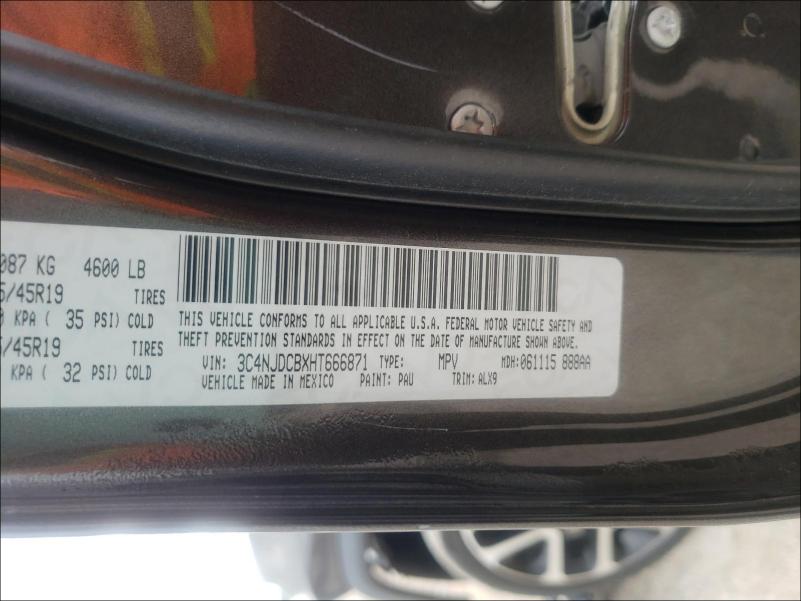 087 KG 4600 LB
/45R19 TIRES
KPA ( 35 PSI) COLD
/45R19 TIRES
KPA ( 32 PSI) COLD
THIS VEHICLE CONFORMS TO ALL APPLICABLE U.S.A. FEDERAL MOTOR VEHICLE SAFETY AND
THEFT PREVENTION STANDARDS IN EFFECT ON THE DATE OF MANUFACTURE SHOWN ABOVE.
VIN: 3C4NJDCBXHT666871 TYPE: MPV MDH: 061115 888AA
VEHICLE MADE IN MEXICO PAINT: PAU TRIM: ALX9